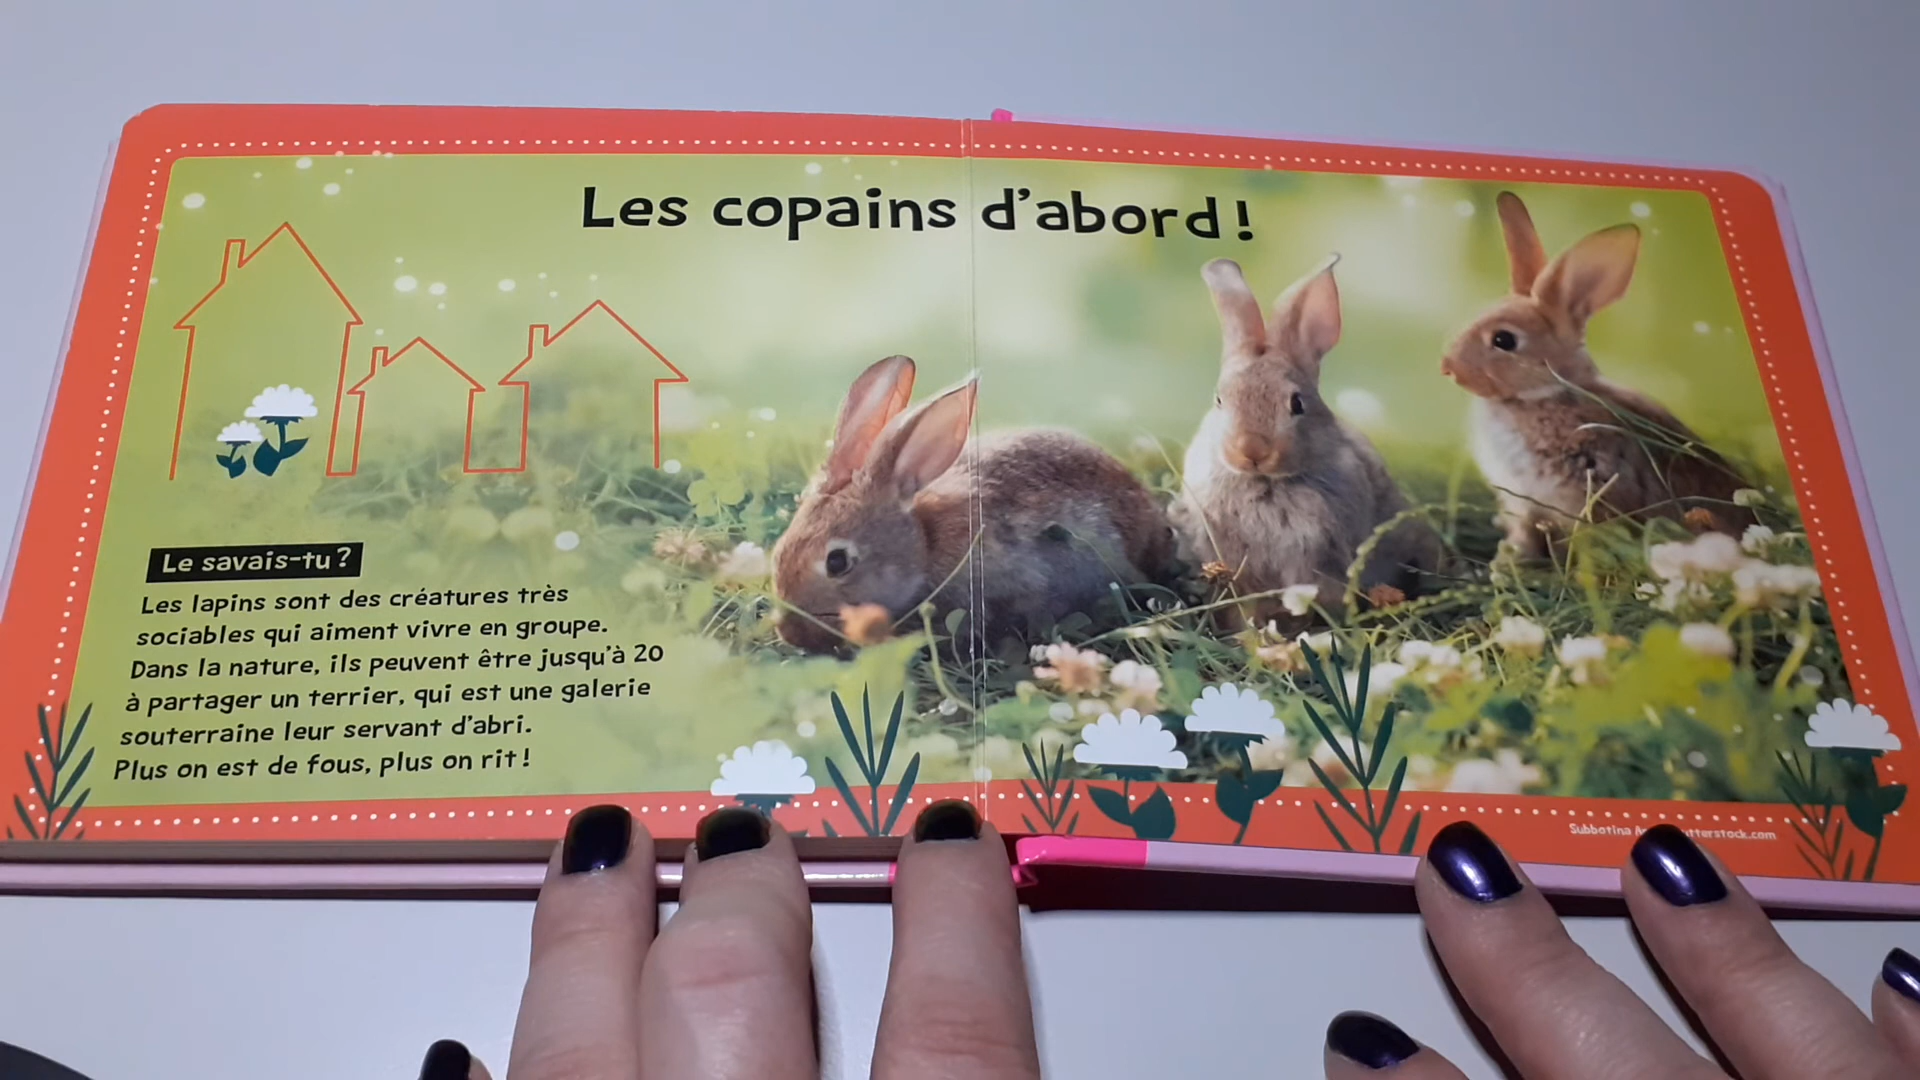 Les copains d'abord !
Le savais-tu ?
Les lapins sont des créatures très
sociables qui aiment vivre en groupe.
Dans la nature, ils peuvent être jusqu'à 20
à partager un terrier, qui est une galerie
souterraine leur servant d'abri.
Plus on est de fous, plus on rit !
Subbotina